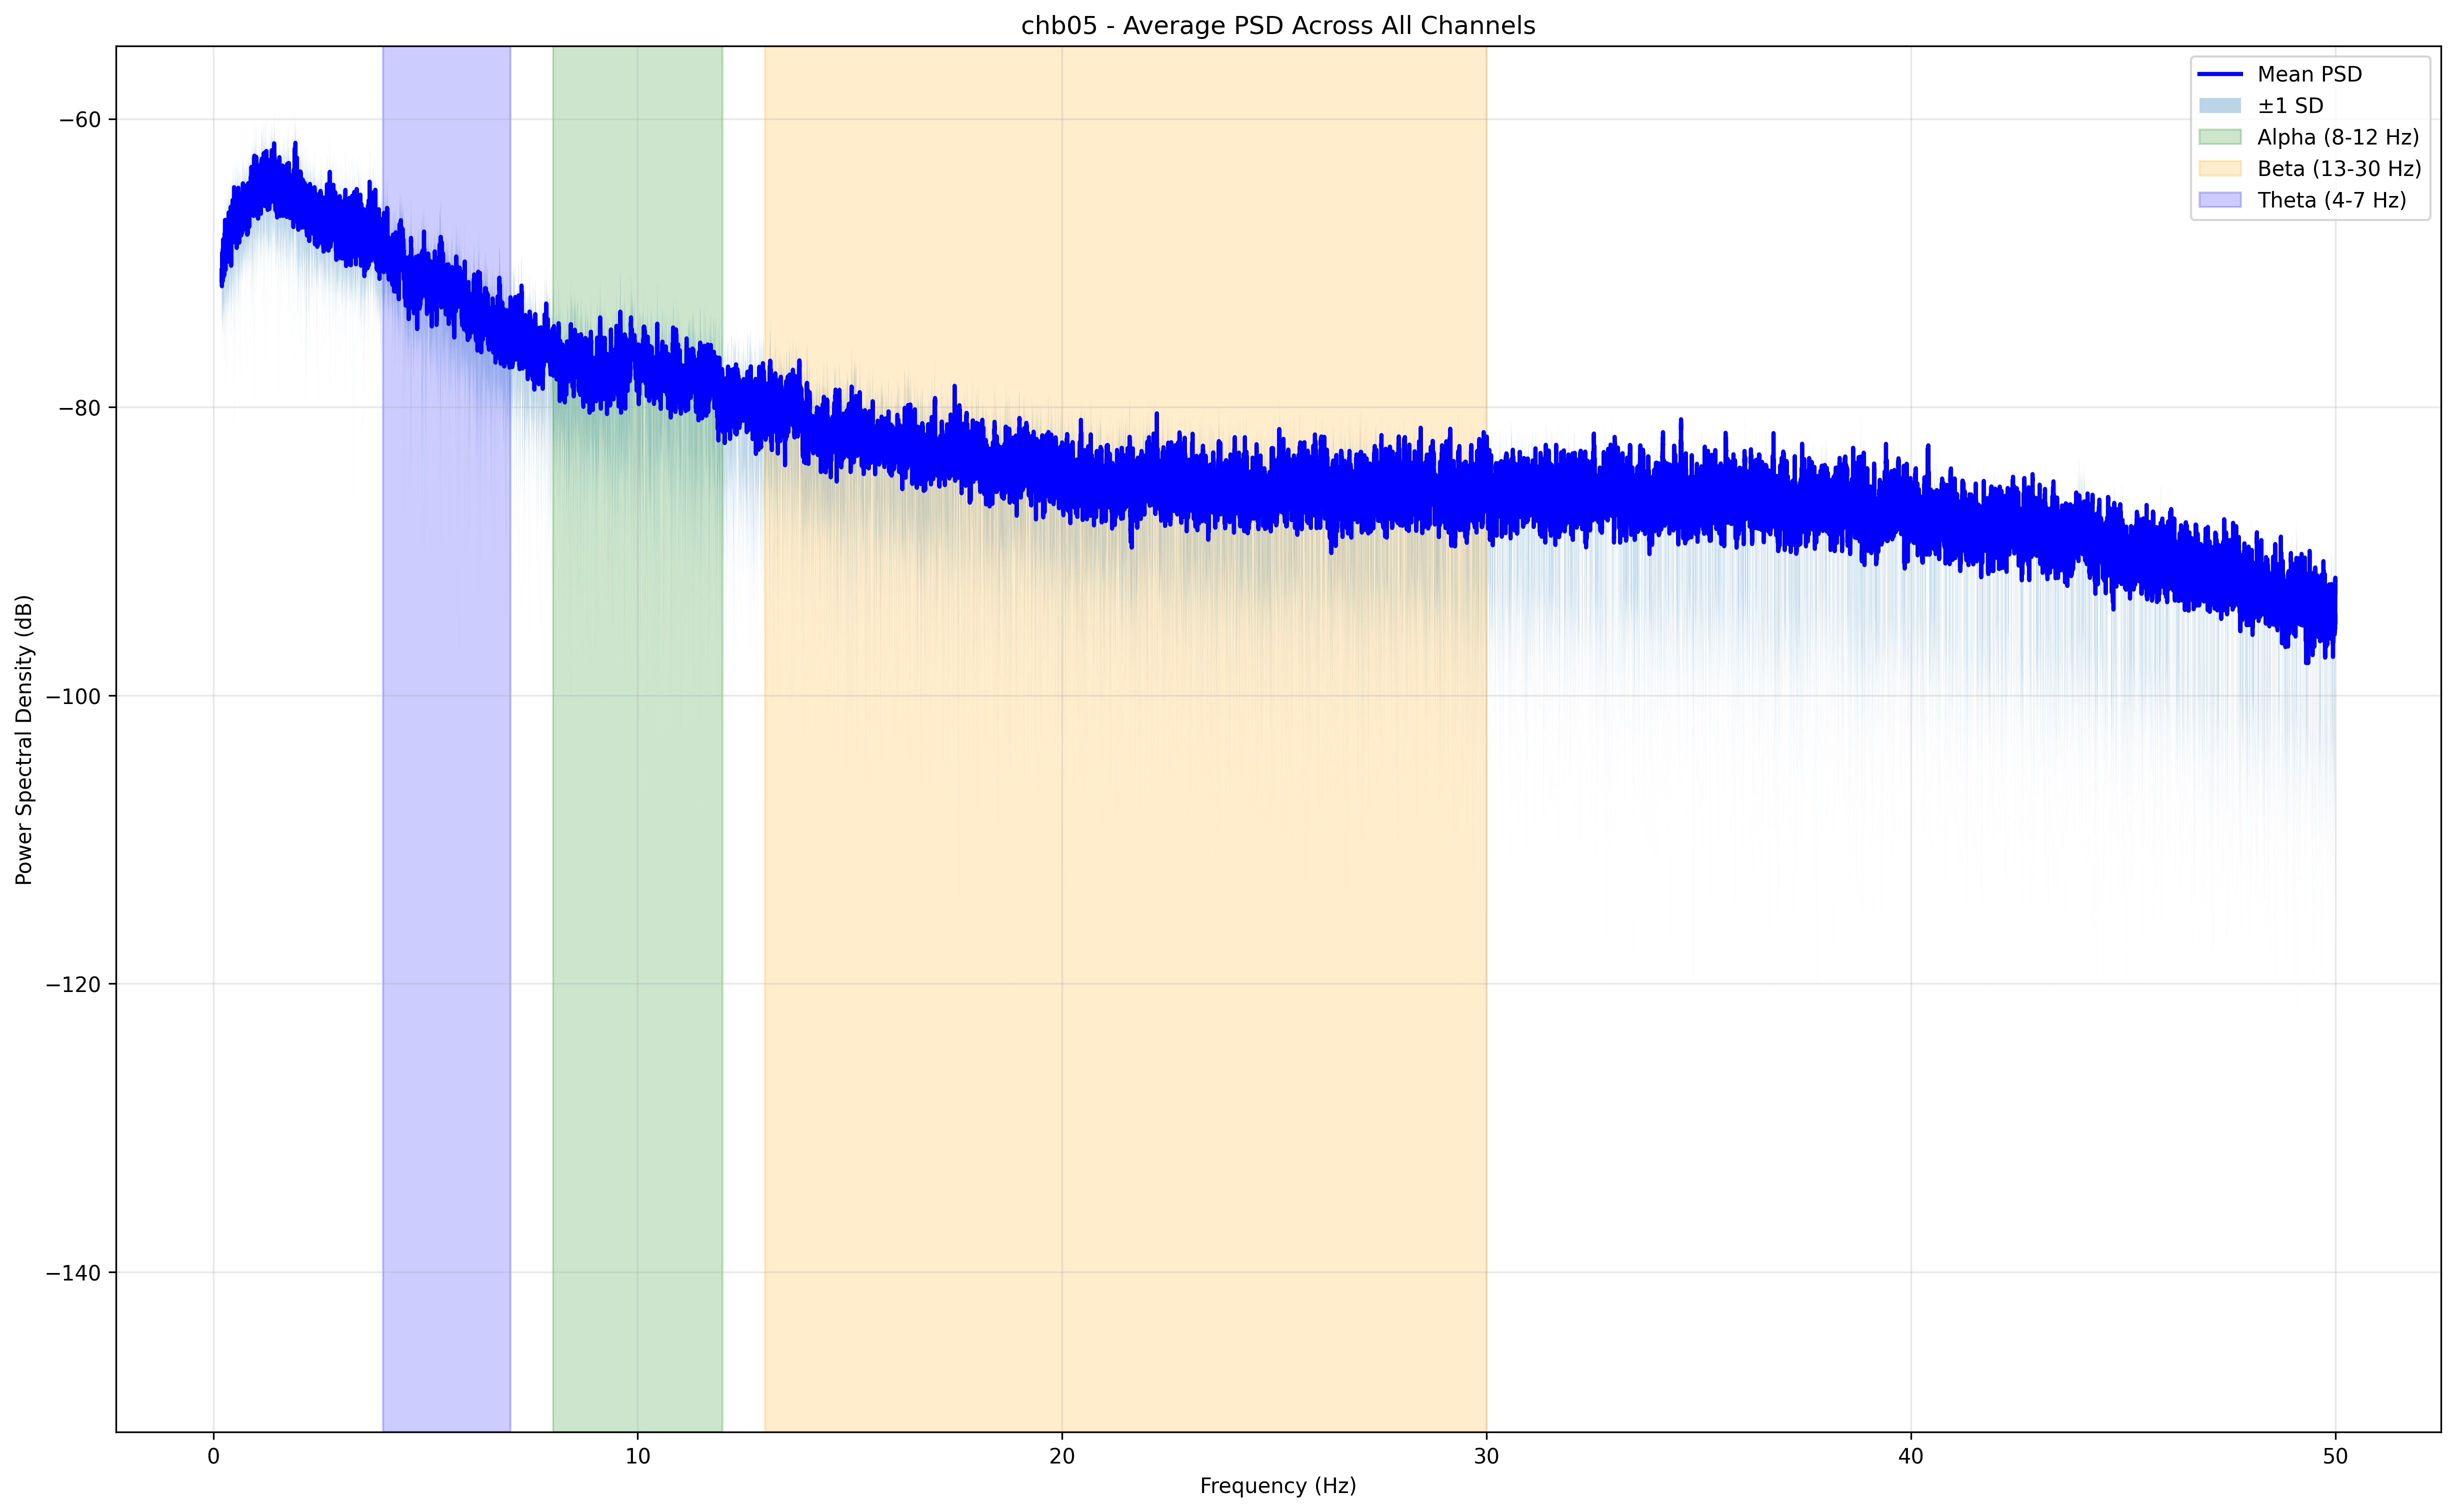 chb05 - Average PSD Across All Channels
Mean PSD
±1 SD
Alpha (8-12 Hz)
Beta (13-30 Hz)
Theta (4-7 Hz)
Power Spectral Density (dB)
−60
−80
−100
−120
−140
0 10 20 30 40 50
Frequency (Hz)